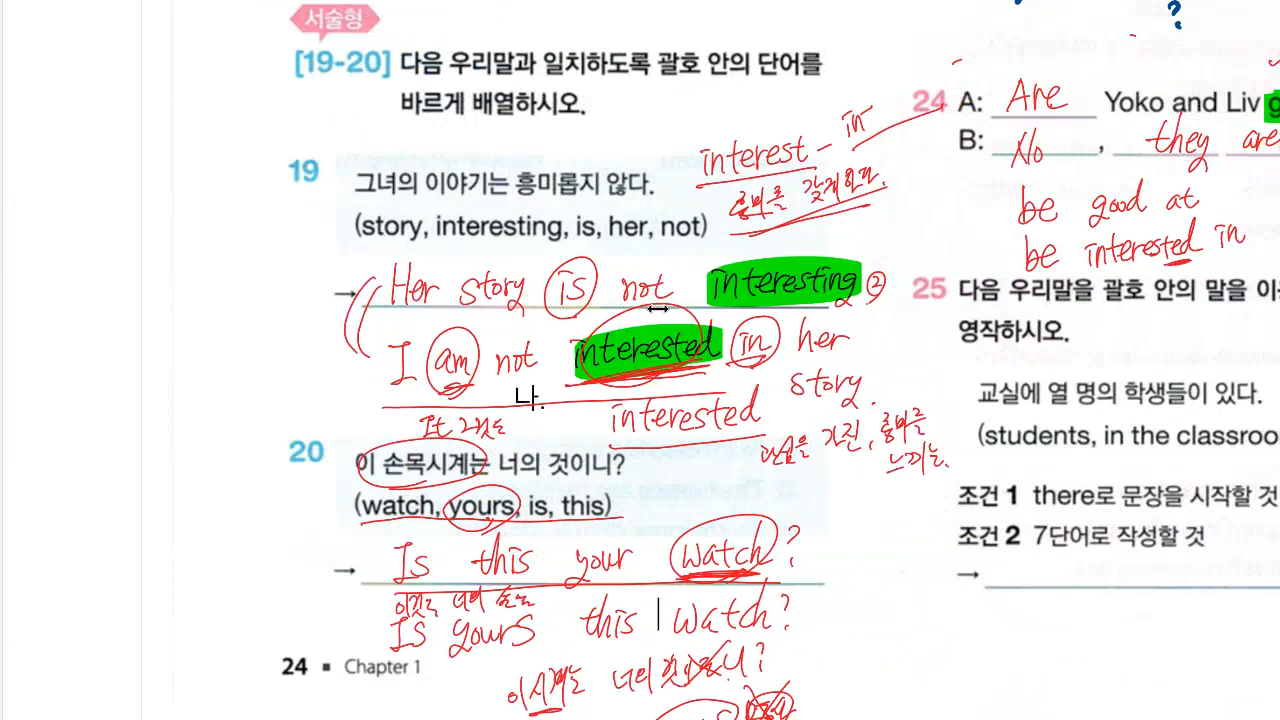 서술형
[19-20] 다음 우리말과 일치하도록 괄호 안의 단어를
바르게 배열하시오.
interest - in
흥미를 갖게하다.
19
그녀의 이야기는 흥미롭지 않다.
(story, interesting, is, her, not)
→ Her story is not interesting ②
I am not interested in her
story.
나.
interested
It 그것은
관심을 가진, 흥미를
느끼는.
20
이 손목시계는 너의 것이니?
(watch, yours, is, this)
→ Is this your watch?
이것은 너의
Is yours this watch?
이시계는 너의
24 ■ Chapter 1
?
24 A: Are Yoko and Liv
B: No, they are
be good at
be interested in
25 다음 우리말을 괄호 안의 말을
영작하시오.
교실에 열 명의 학생들이 있다.
(students, in the classroo
조건 1 there로 문장을 시작할 것
조건 2 7단어로 작성할 것
→